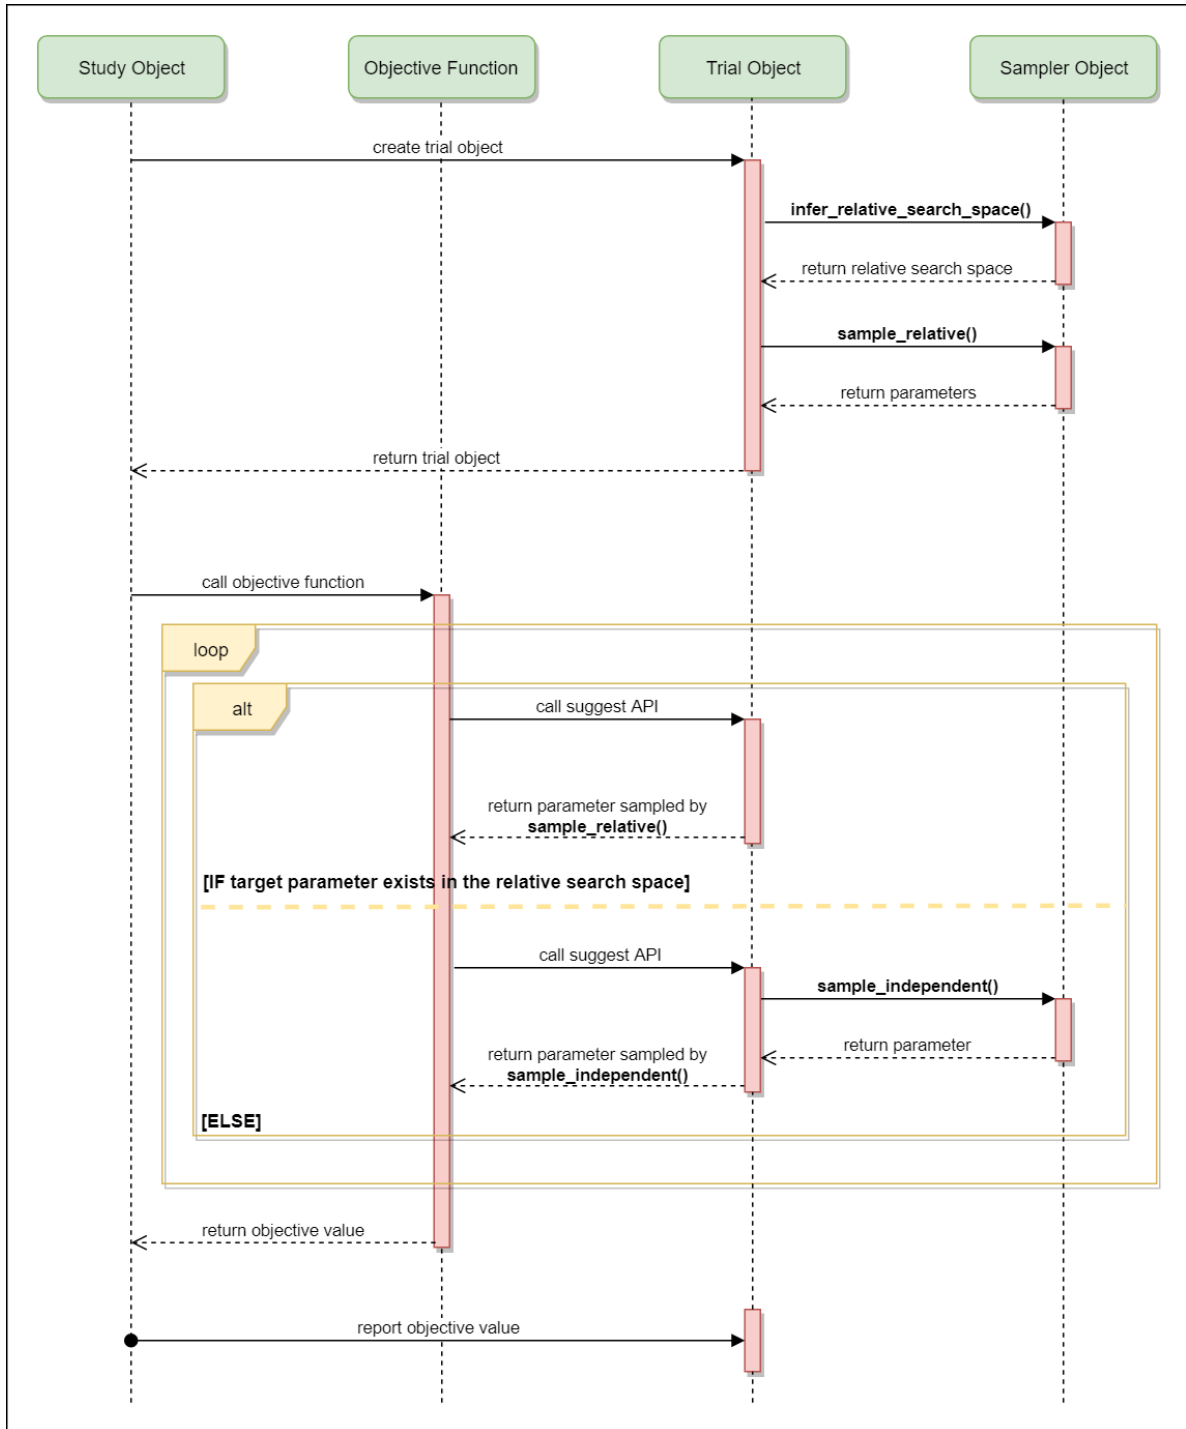 Study Object
Objective Function
Trial Object
Sampler Object
create trial object
infer_relative_search_space()
return relative search space
sample_relative()
return parameters
return trial object
call objective function
loop
alt
call suggest API
return parameter sampled by
sample_relative()
[IF target parameter exists in the relative search space]
call suggest API
sample_independent()
return parameter
return parameter sampled by
sample_independent()
[ELSE]
return objective value
report objective value